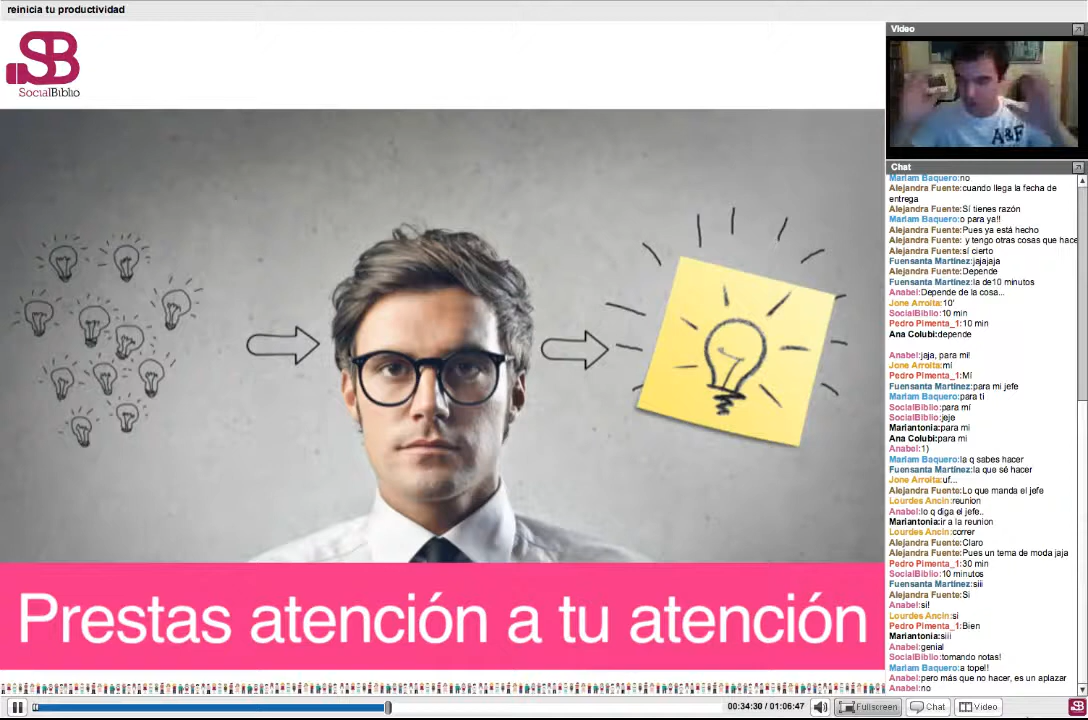 reinicia tu productividad
SB
SocialBiblio
Prestas atención a tu atención
Video
A&F
Chat
Mariam Baquero:no
Alejandra Fuente:cuando llega la fecha de
entrega
Alejandra Fuente:Sí tienes razón
Mariam Baquero:o para ya!!
Alejandra Fuente:Pues ya está hecho
Alejandra Fuente: y tengo otras cosas que hace
Alejandra Fuente:sí cierto
Fuensanta Martínez:jajajaja
Alejandra Fuente:Depende
Fuensanta Martínez:la de10 minutos
Anabel:Depende de la cosa...
Jone Arroita:10'
SocialBiblio:10 min
Pedro Pimenta_1:10 min
Ana Colubi:depende
Anabel:jaja, para mi!
Jone Arroita:mí
Pedro Pimenta_1:Mí
Fuensanta Martínez:para mi jefe
Mariam Baquero:para ti
SocialBiblio:para mí
SocialBiblio:jeje
Mariantonia:para mi
Ana Colubi:para mi
Anabel:1)
Mariam Baquero:la q sabes hacer
Fuensanta Martínez:la que sé hacer
Jone Arroita:uf...
Alejandra Fuente:Lo que manda el jefe
Lourdes Ancin:reunion
Anabel:lo q diga el jefe..
Mariantonia:ir a la reunion
Lourdes Ancin:correr
Alejandra Fuente:Claro
Alejandra Fuente:Pues un tema de moda jaja
Pedro Pimenta_1:30 min
SocialBiblio:10 minutos
Fuensanta Martínez:siii
Alejandra Fuente:Si
Anabel:si!
Lourdes Ancin:si
Pedro Pimenta_1:Bien
Mariantonia:siii
Anabel:genial
SocialBiblio:tomando notas!
Mariam Baquero:a tope!!
Anabel:pero más que no hacer, es un aplazar
Anabel:no
00:34:30 / 01:06:47
Fullscreen
Chat
Video
SB